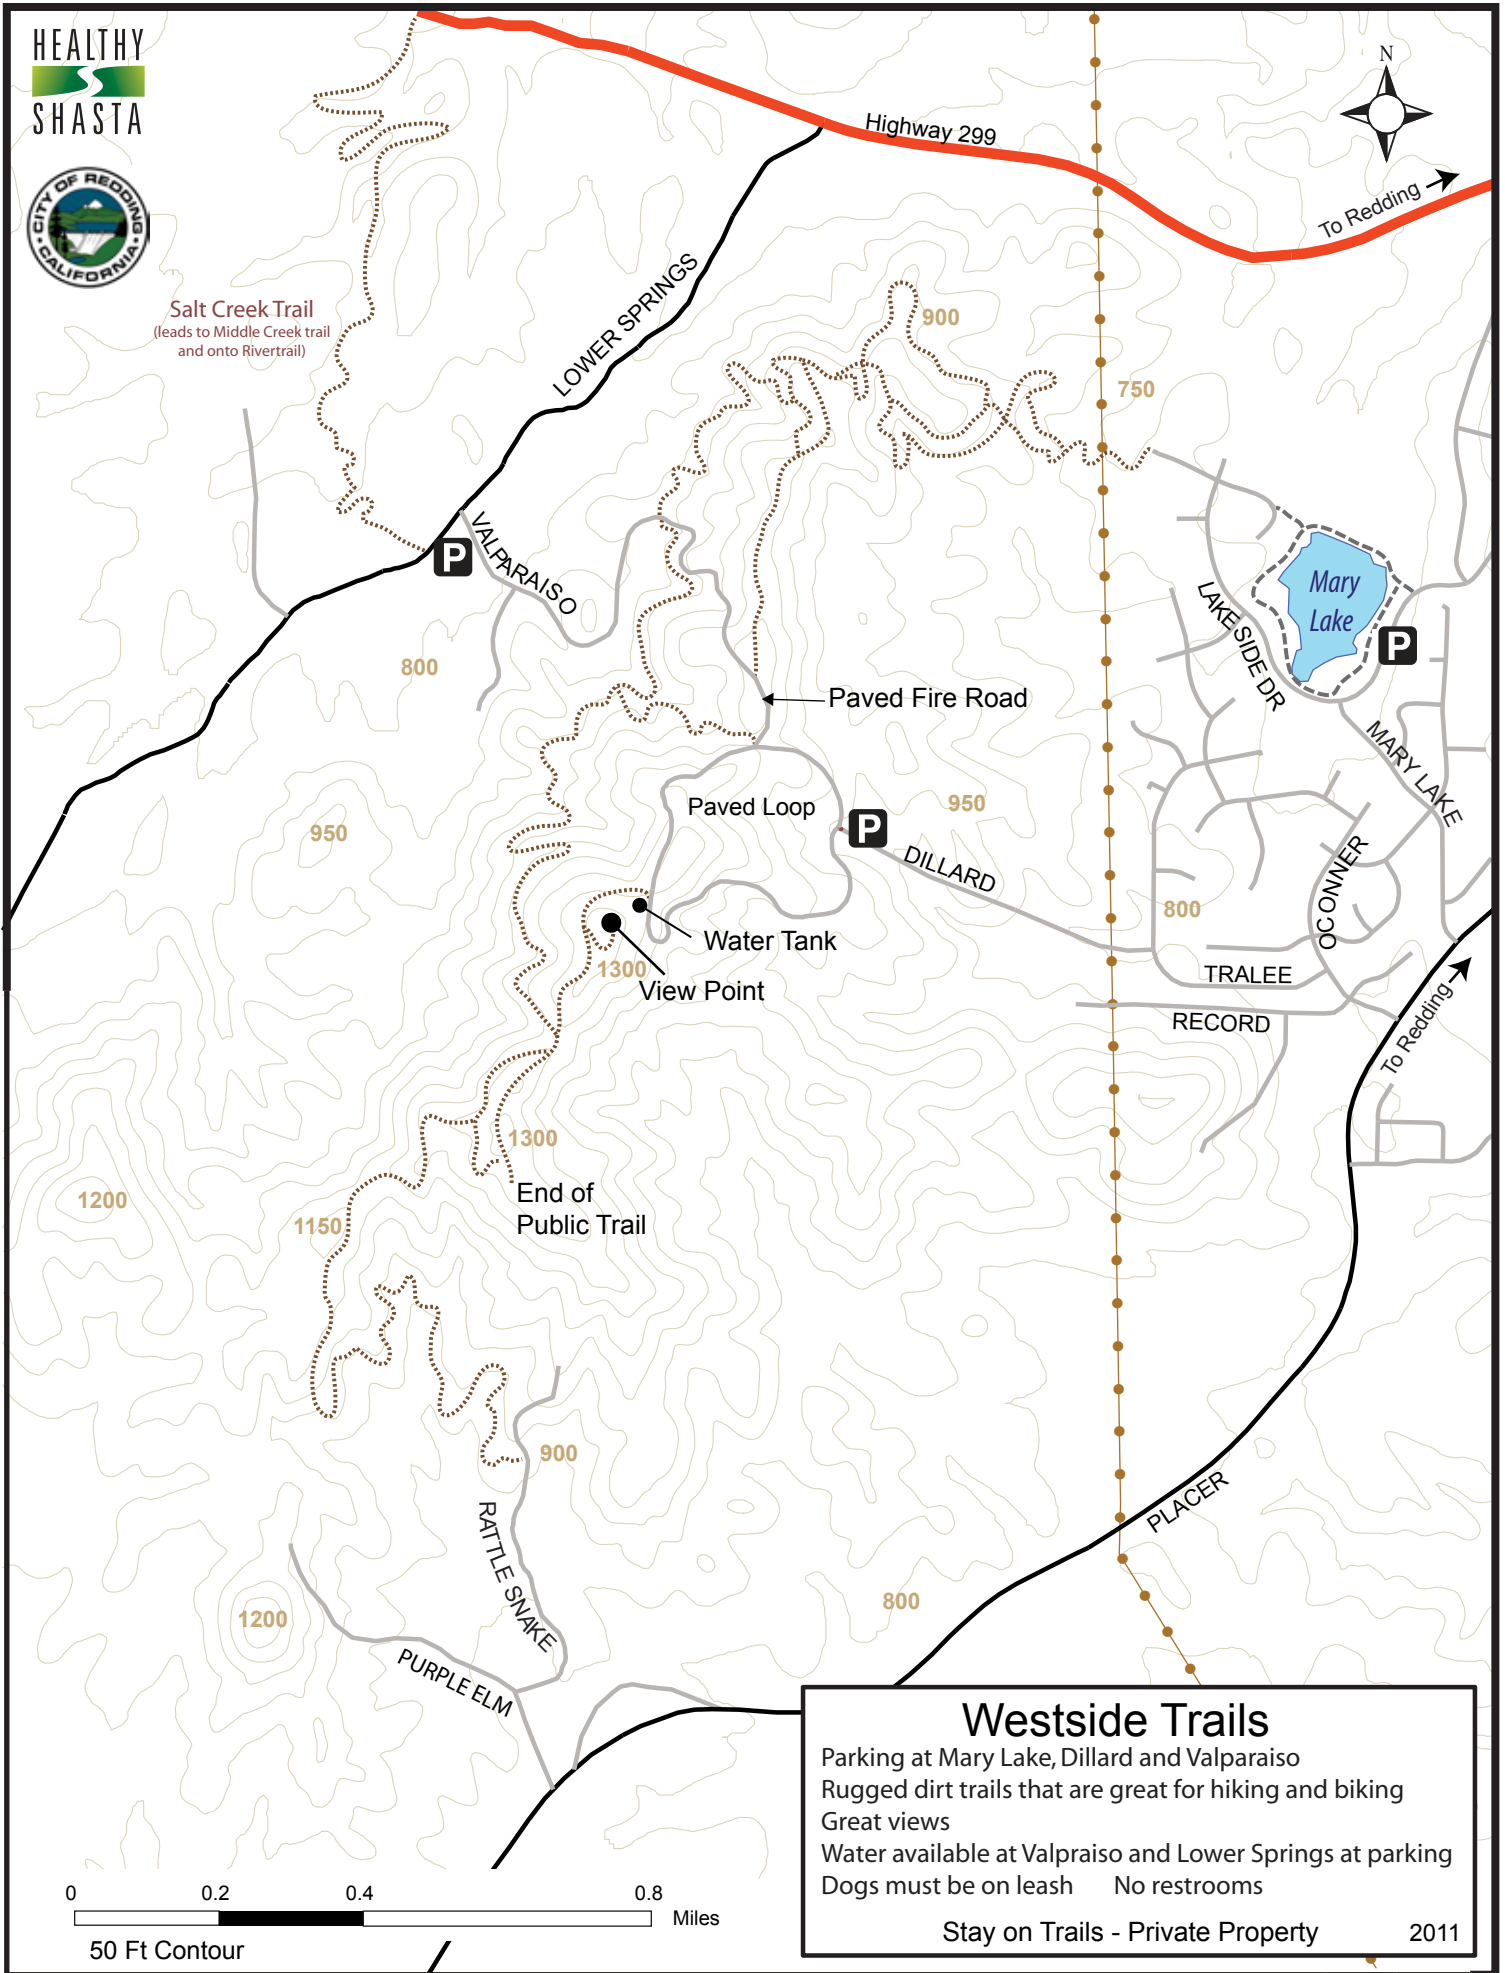 HEALTHY
SHASTA
CITY OF REDDING
CALIFORNIA
N
Highway 299
To Redding
Salt Creek Trail
(leads to Middle Creek trail
and onto Rivertrail)
LOWER SPRINGS
900
750
P
VALPARAISO
Mary
Lake
LAKE SIDE DR
P
800
Paved Fire Road
MARY LAKE
Paved Loop
950
P
950
DILLARD
OCONNER
800
Water Tank
1300
View Point
TRALEE
RECORD
To Redding
1300
End of
Public Trail
1200
1150
900
RATTLE SNAKE
PLACER
800
1200
PURPLE ELM
Westside Trails
Parking at Mary Lake, Dillard and Valparaiso
Rugged dirt trails that are great for hiking and biking
Great views
Water available at Valpraiso and Lower Springs at parking
Dogs must be on leash No restrooms
Stay on Trails - Private Property 2011
0 0.2 0.4 0.8
Miles
50 Ft Contour